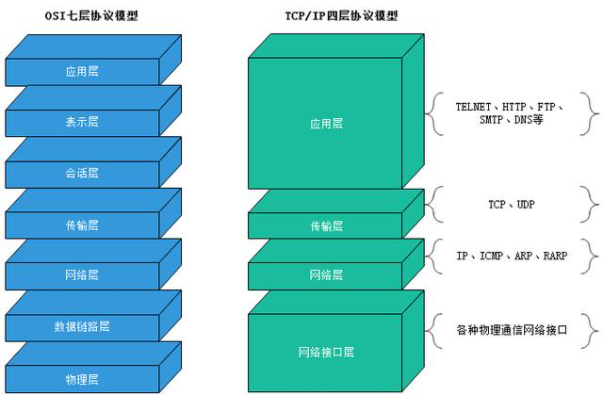 OSI七层协议模型
TCP/IP四层协议模型
应用层
表示层
会话层
传输层
网络层
数据链路层
物理层
应用层
传输层
网络层
网络接口层
TELNET、HTTP、FTP、
SMTP、DNS等
TCP、UDP
IP、ICMP、ARP、RARP
各种物理通信网络接口